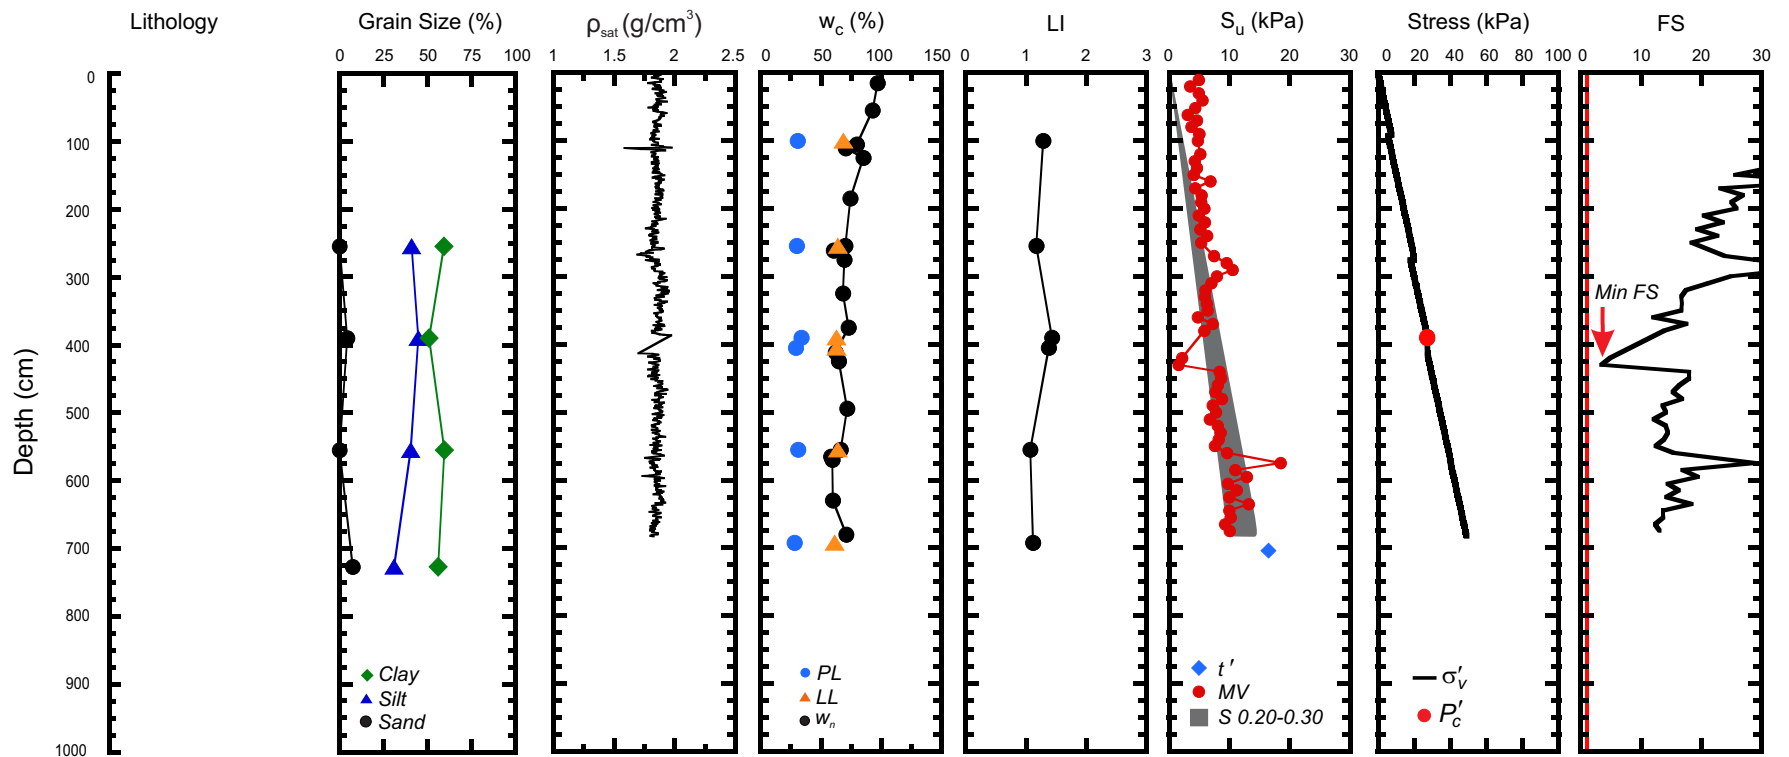 Lithology
Grain Size (%)
ρsat (g/cm³)
wc (%)
LI
Su (kPa)
Stress (kPa)
FS
0 25 50 75 100
1 1.5 2 2.5
0 50 100 150
0 1 2 3
0 10 20 30
0 20 40 60 80 100
0 10 20 30
Depth (cm)
0
100
200
300
400
500
600
700
800
900
1000
Min FS
Clay
Silt
Sand
PL
LL
wn
t′
MV
S 0.20-0.30
σ′v
P′c